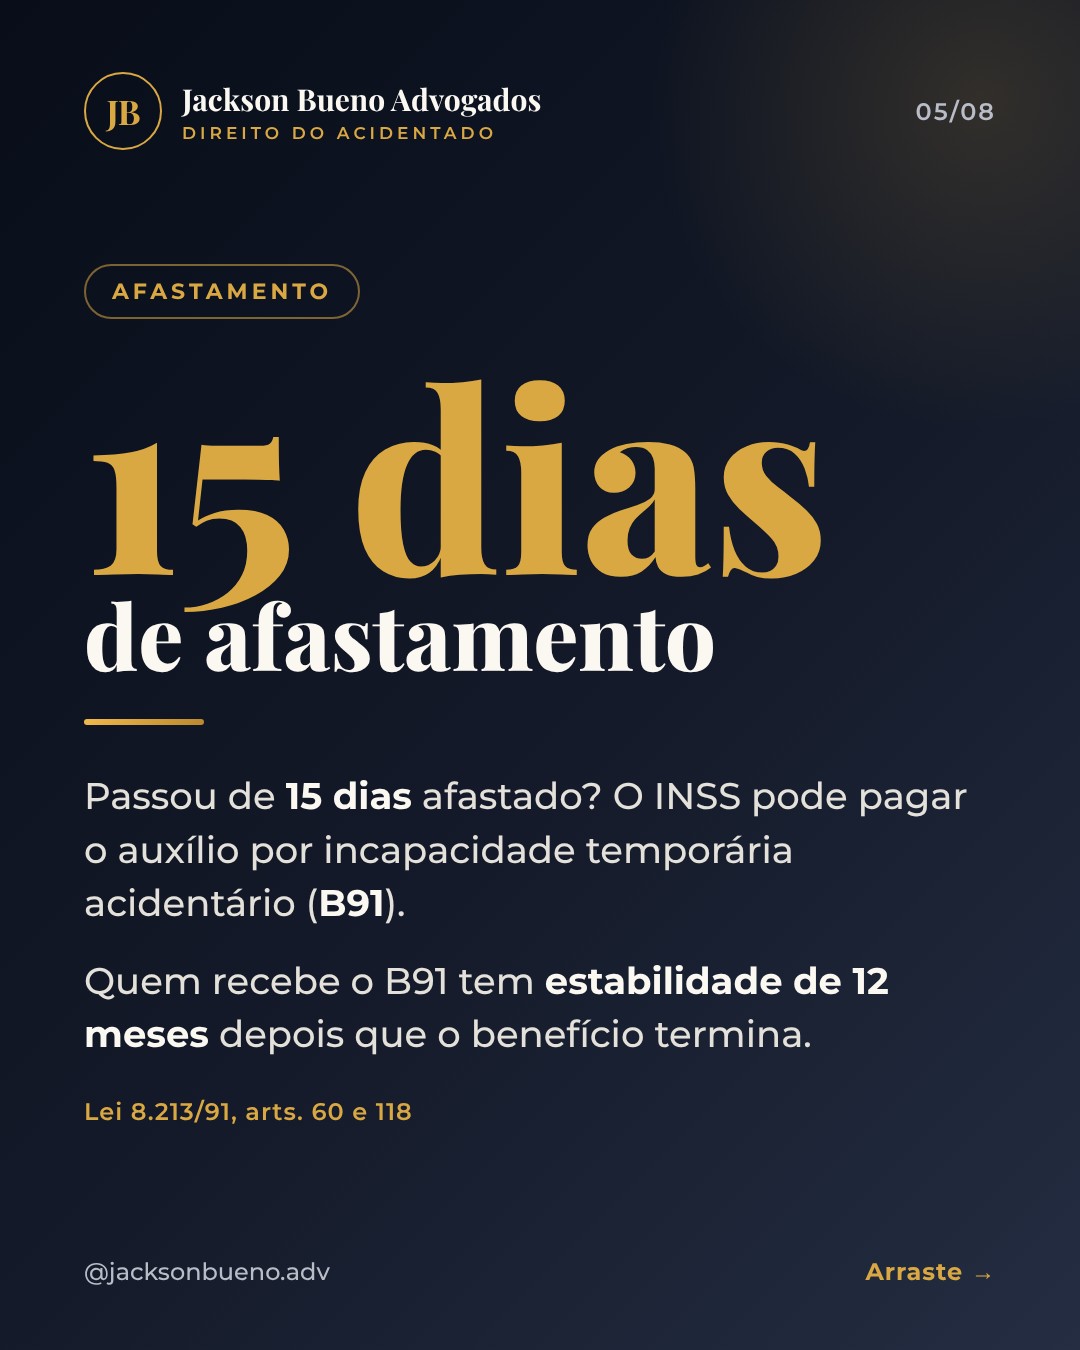 JB
Jackson Bueno Advogados
DIREITO DO ACIDENTADO
05/08
AFASTAMENTO
15 dias
de afastamento
Passou de 15 dias afastado? O INSS pode pagar
o auxílio por incapacidade temporária
acidentário (B91).
Quem recebe o B91 tem estabilidade de 12
meses depois que o benefício termina.
Lei 8.213/91, arts. 60 e 118
@jacksonbueno.adv
Arraste →